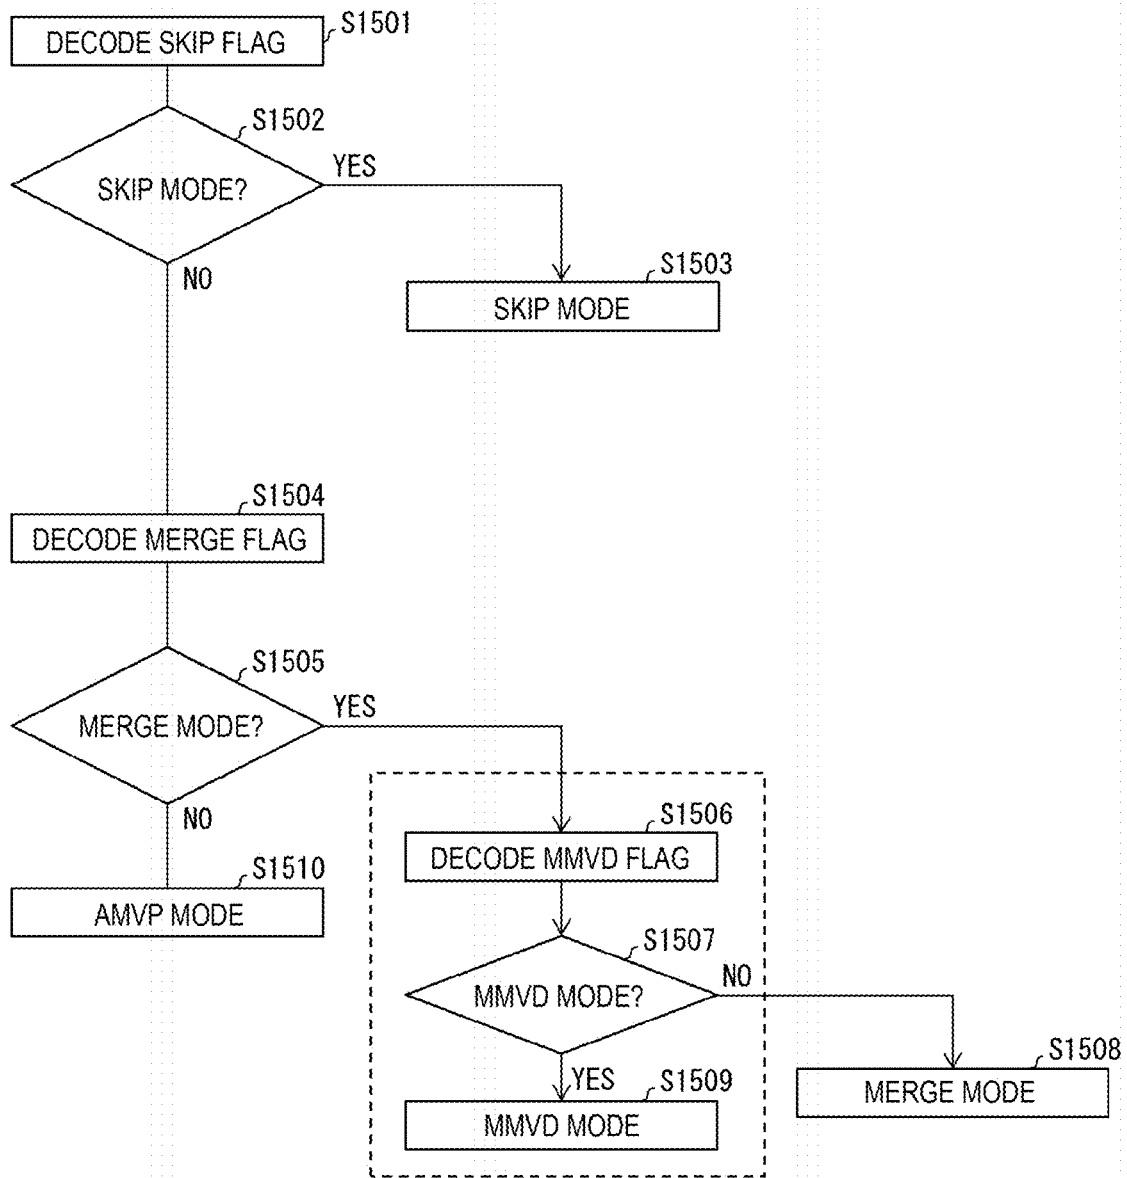 S1501
DECODE SKIP FLAG
S1502
SKIP MODE?
YES
NO
S1503
SKIP MODE
S1504
DECODE MERGE FLAG
S1505
MERGE MODE?
YES
NO
S1506
DECODE MMVD FLAG
S1510
AMVP MODE
S1507
MMVD MODE?
NO
YES
S1508
MERGE MODE
S1509
MMVD MODE